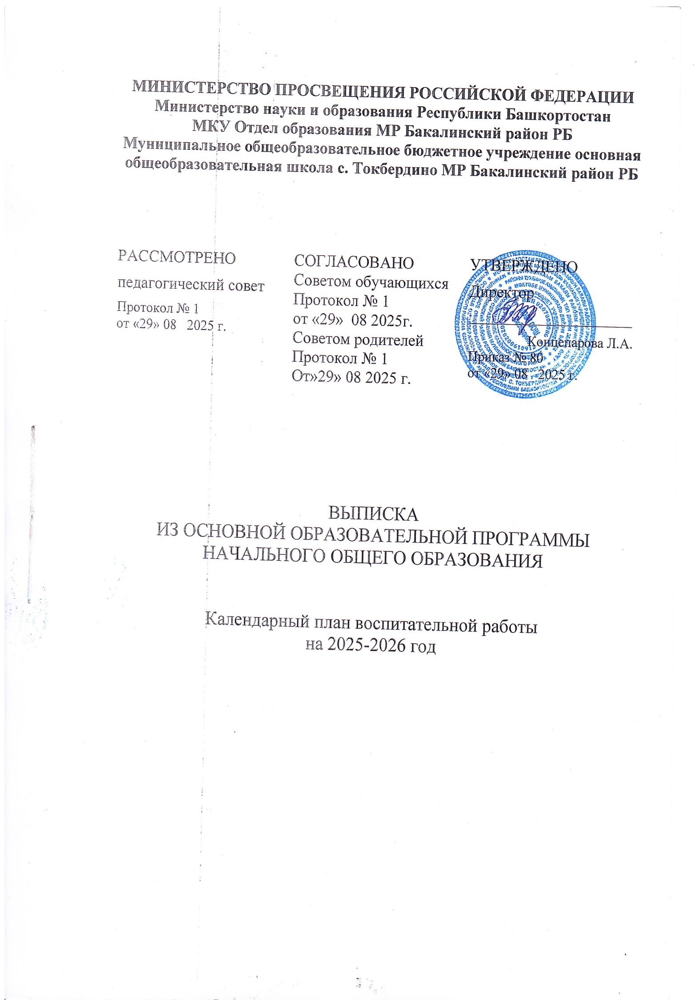 МИНИСТЕРСТВО ПРОСВЕЩЕНИЯ РОССИЙСКОЙ ФЕДЕРАЦИИ
Министерство науки и образования Республики Башкортостан
МКУ Отдел образования МР Бакалинский район РБ
Муниципальное общеобразовательное бюджетное учреждение основная
общеобразовательная школа с. Токбердино МР Бакалинский район РБ
РАССМОТРЕНО
педагогический совет
Протокол № 1
от «29» 08 2025 г.
СОГЛАСОВАНО
Советом обучающихся
Протокол № 1
от «29» 08 2025г.
Советом родителей
Протокол № 1
От»29» 08 2025 г.
УТВЕРЖДЕНО
Директор
Концепарова Л.А.
Приказ № 80
от «29» 08 2025 г.
ВЫПИСКА
ИЗ ОСНОВНОЙ ОБРАЗОВАТЕЛЬНОЙ ПРОГРАММЫ
НАЧАЛЬНОГО ОБЩЕГО ОБРАЗОВАНИЯ
Календарный план воспитательной работы
на 2025-2026 год